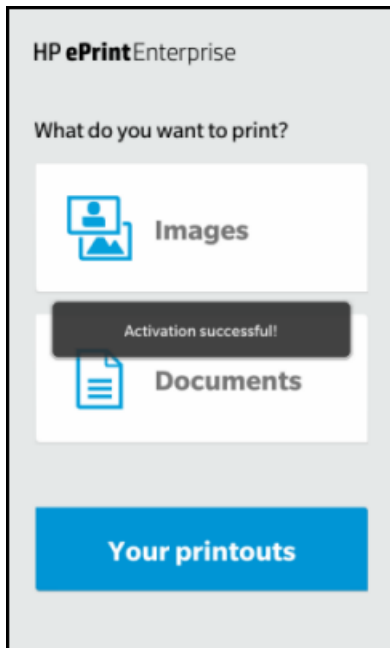 HP ePrint Enterprise
What do you want to print?
Images
Activation successful!
Documents
Your printouts